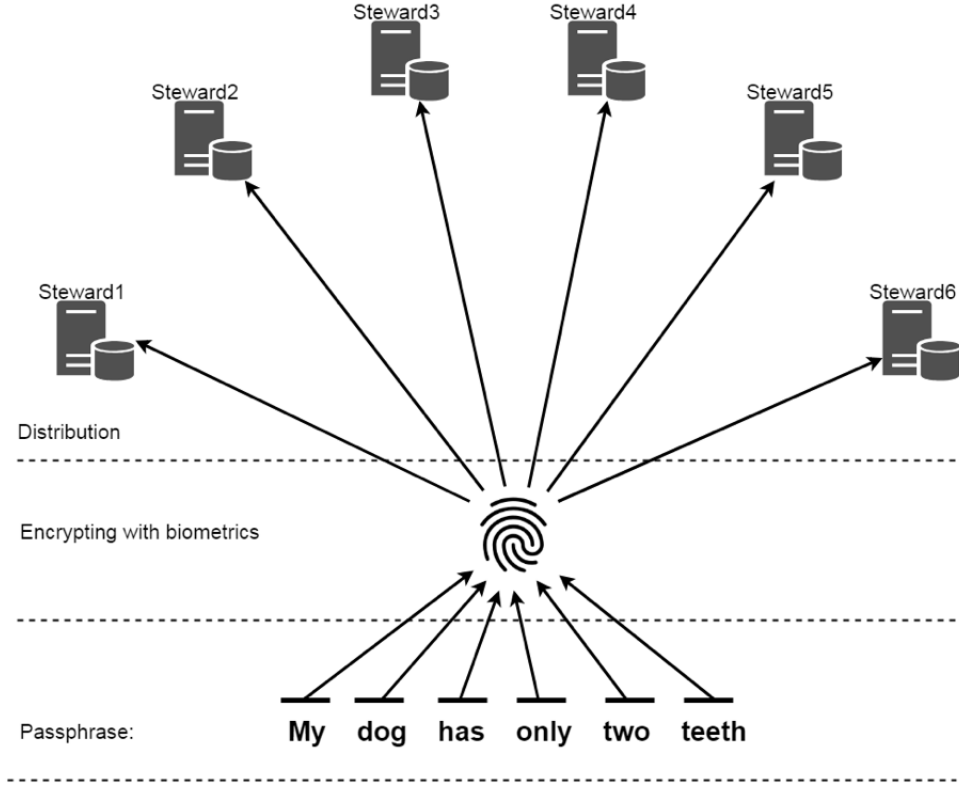 Steward3
Steward4
Steward2
Steward5
Steward1
Steward6
Distribution
Encrypting with biometrics
Passphrase: My dog has only two teeth